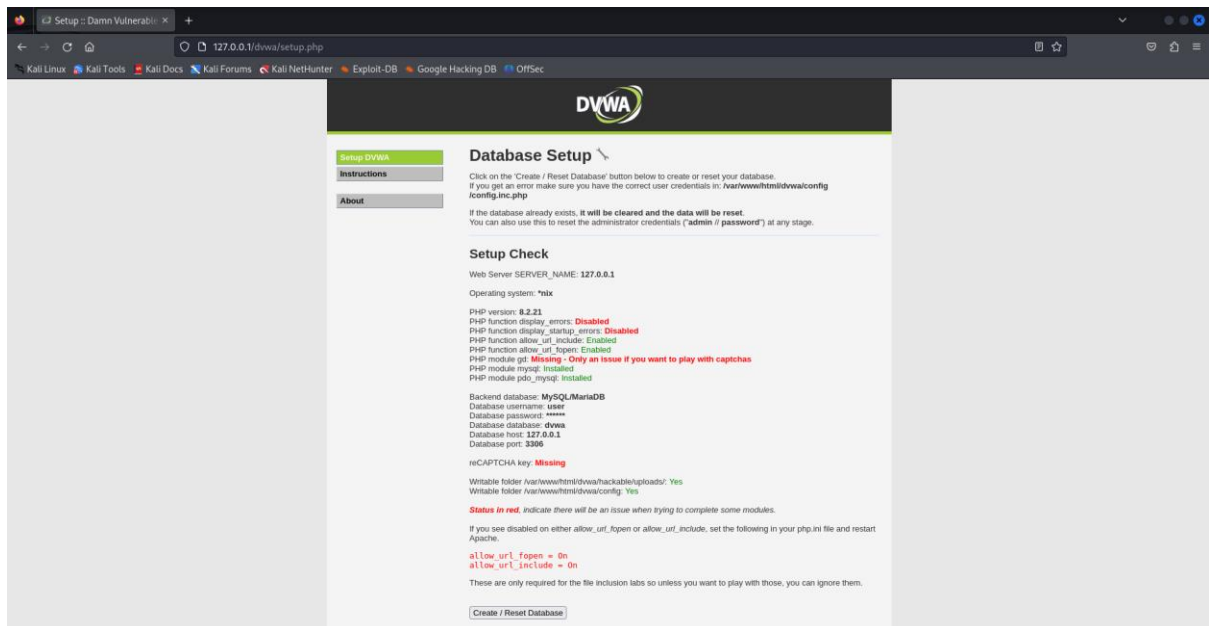 Setup :: Damn Vulnerable
127.0.0.1/dvwa/setup.php
Kali Linux Kali Tools Kali Docs Kali Forums Kali NetHunter Exploit-DB Google Hacking DB OffSec
DVWA
Setup DVWA
Instructions
About
Database Setup
Click on the 'Create / Reset Database' button below to create or reset your database.
If you get an error make sure you have the correct user credentials in: /var/www/html/dvwa/config
/config.inc.php
If the database already exists, it will be cleared and the data will be reset.
You can also use this to reset the administrator credentials ("admin // password") at any stage.
Setup Check
Web Server SERVER_NAME: 127.0.0.1
Operating system: *nix
PHP version: 8.2.21
PHP function display_errors: Disabled
PHP function display_startup_errors: Disabled
PHP function allow_url_include: Enabled
PHP function allow_url_fopen: Enabled
PHP module gd: Missing - Only an issue if you want to play with captchas
PHP module mysql: Installed
PHP module pdo_mysql: Installed
Backend database: MySQL/MariaDB
Database username: user
Database password: ******
Database database: dvwa
Database host: 127.0.0.1
Database port: 3306
reCAPTCHA key: Missing
Writable folder /var/www/html/dvwa/hackable/uploads/: Yes
Writable folder /var/www/html/dvwa/config: Yes
Status in red, indicate there will be an issue when trying to complete some modules.
If you see disabled on either allow_url_fopen or allow_url_include, set the following in your php.ini file and restart
Apache.
allow_url_fopen = On
allow_url_include = On
These are only required for the file inclusion labs so unless you want to play with those, you can ignore them.
Create / Reset Database